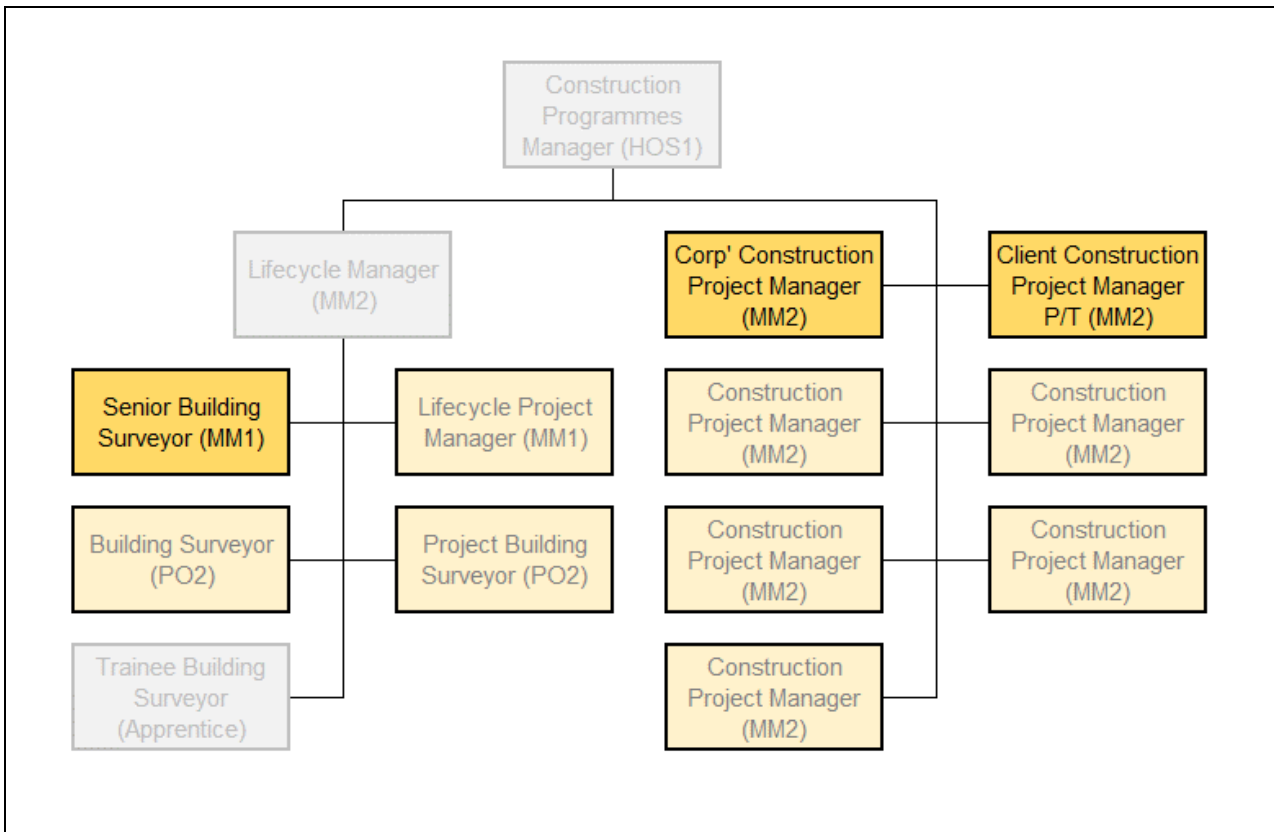 Construction
Programmes
Manager (HOS1)
Lifecycle Manager
(MM2)
Corp' Construction
Project Manager
(MM2)
Client Construction
Project Manager
P/T (MM2)
Senior Building
Surveyor (MM1)
Lifecycle Project
Manager (MM1)
Construction
Project Manager
(MM2)
Construction
Project Manager
(MM2)
Building Surveyor
(PO2)
Project Building
Surveyor (PO2)
Construction
Project Manager
(MM2)
Construction
Project Manager
(MM2)
Trainee Building
Surveyor
(Apprentice)
Construction
Project Manager
(MM2)